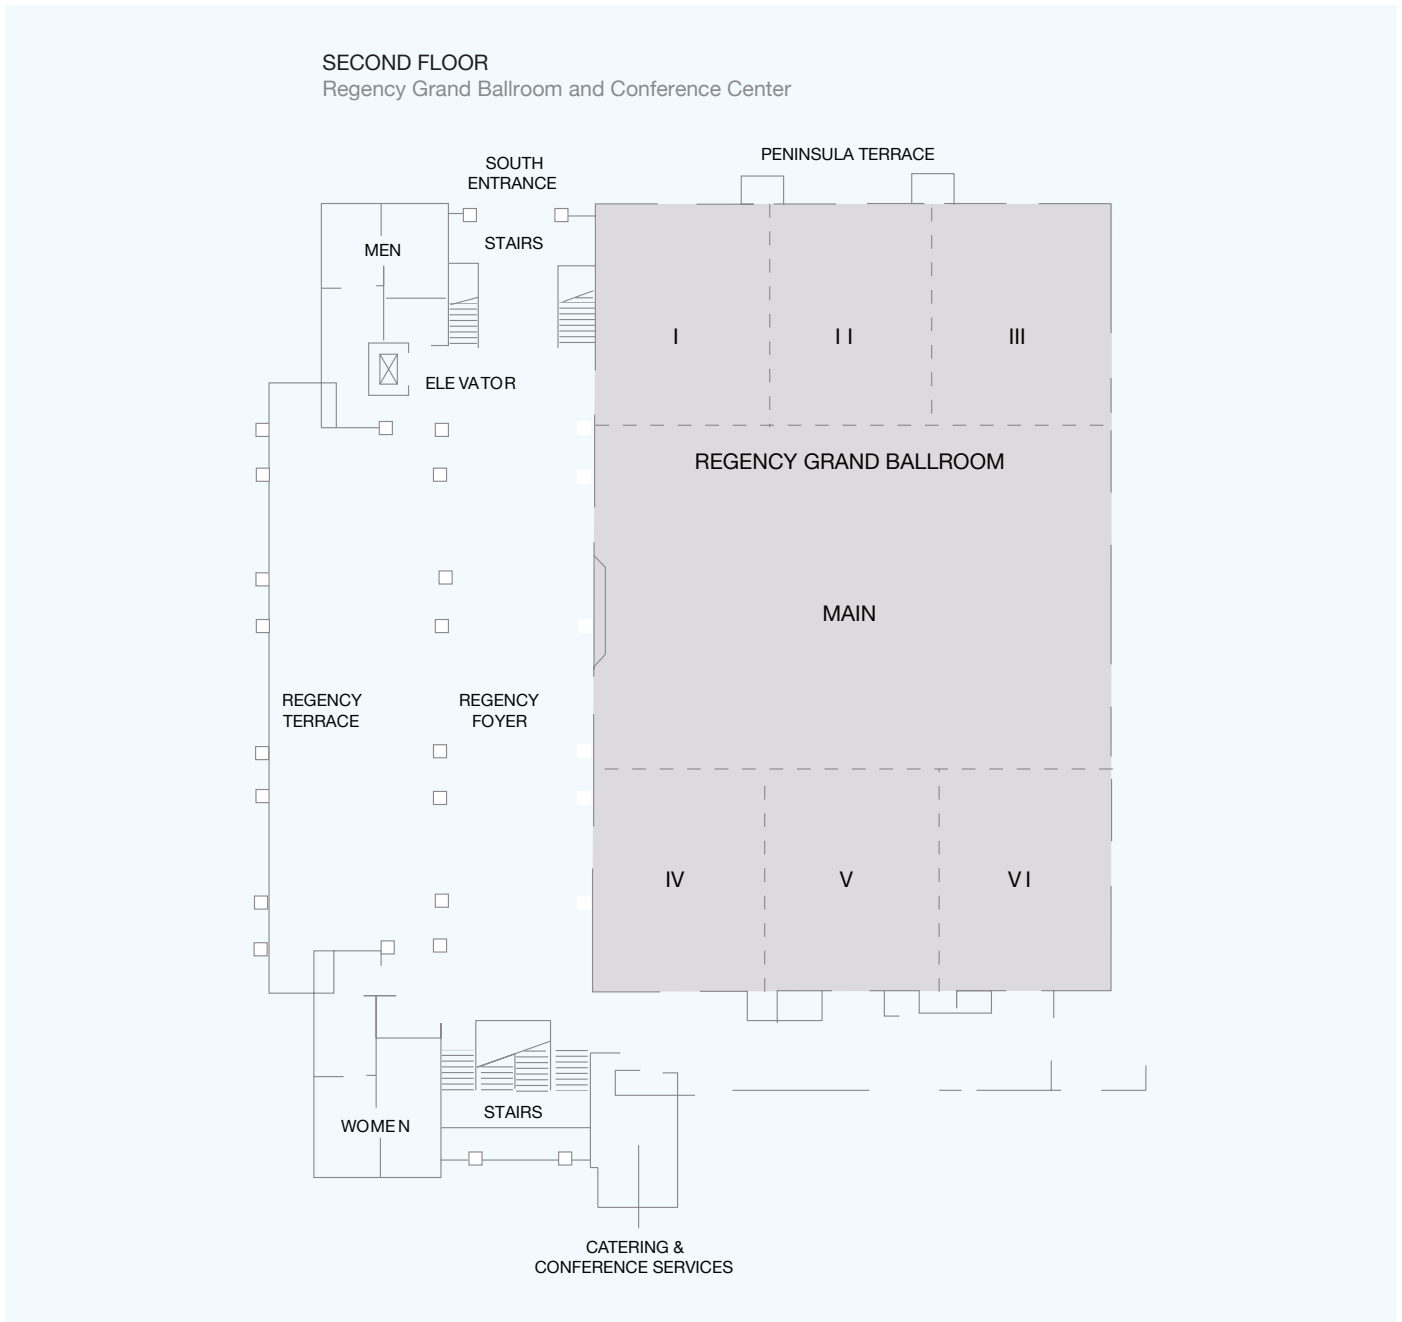 SECOND FLOOR
Regency Grand Ballroom and Conference Center
PENINSULA TERRACE
SOUTH
ENTRANCE
STAIRS
MEN
I
I I
III
ELEVATOR
REGENCY GRAND BALLROOM
MAIN
REGENCY
TERRACE
REGENCY
FOYER
IV
V
VI
STAIRS
WOMEN
CATERING &
CONFERENCE SERVICES